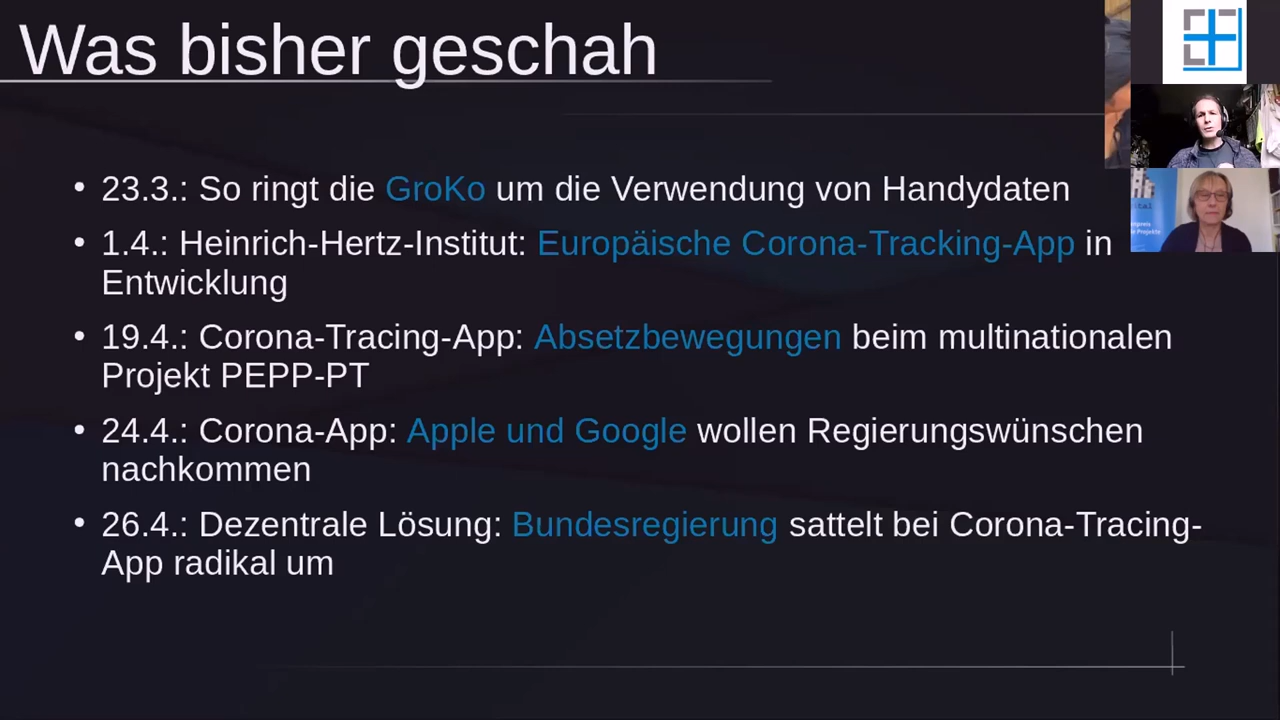 Was bisher geschah
• 23.3.: So ringt die GroKo um die Verwendung von Handydaten
• 1.4.: Heinrich-Hertz-Institut: Europäische Corona-Tracking-App in
Entwicklung
• 19.4.: Corona-Tracing-App: Absetzbewegungen beim multinationalen
Projekt PEPP-PT
• 24.4.: Corona-App: Apple und Google wollen Regierungswünschen
nachkommen
• 26.4.: Dezentrale Lösung: Bundesregierung sattelt bei Corona-Tracing-
App radikal um